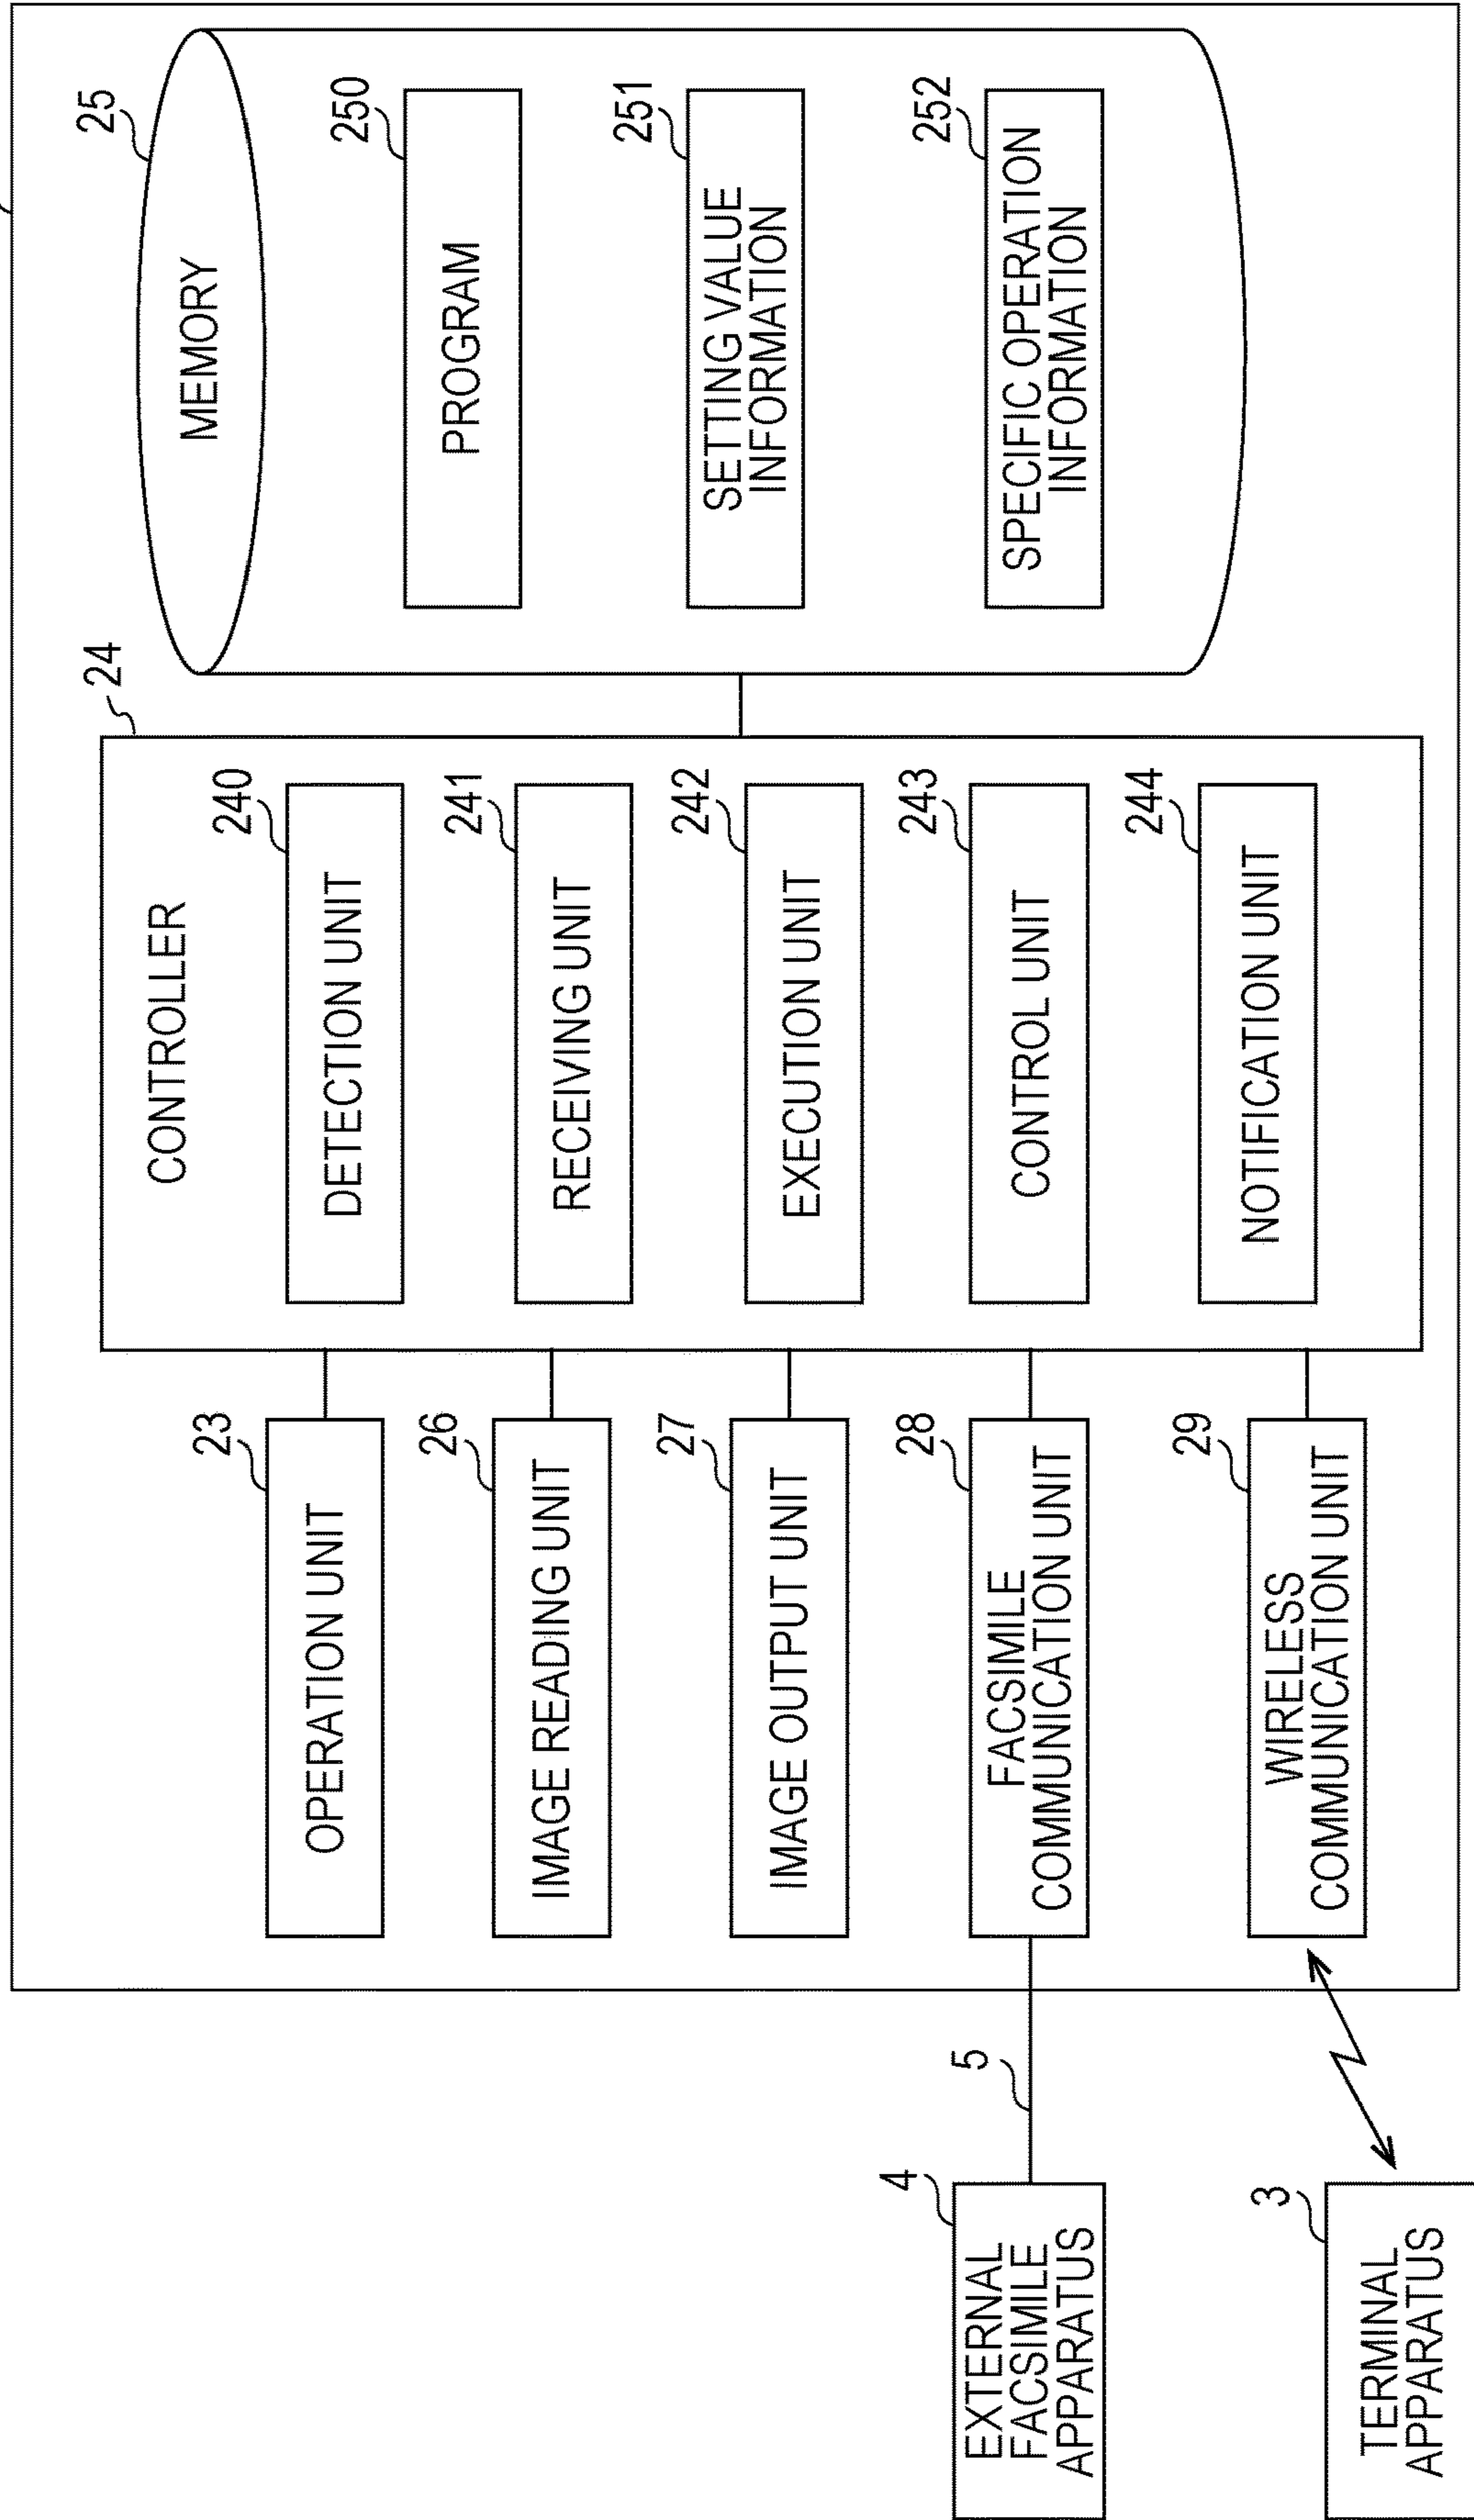 EXTERNAL
FACSIMILE
APPARATUS
4
5
TERMINAL
APPARATUS
3
OPERATION UNIT
23
IMAGE READING UNIT
26
IMAGE OUTPUT UNIT
27
FACSIMILE
COMMUNICATION UNIT
28
WIRELESS
COMMUNICATION UNIT
29
CONTROLLER
24
DETECTION UNIT
240
RECEIVING UNIT
241
EXECUTION UNIT
242
CONTROL UNIT
243
NOTIFICATION UNIT
244
MEMORY
25
PROGRAM
250
SETTING VALUE
INFORMATION
251
SPECIFIC OPERATION
INFORMATION
252